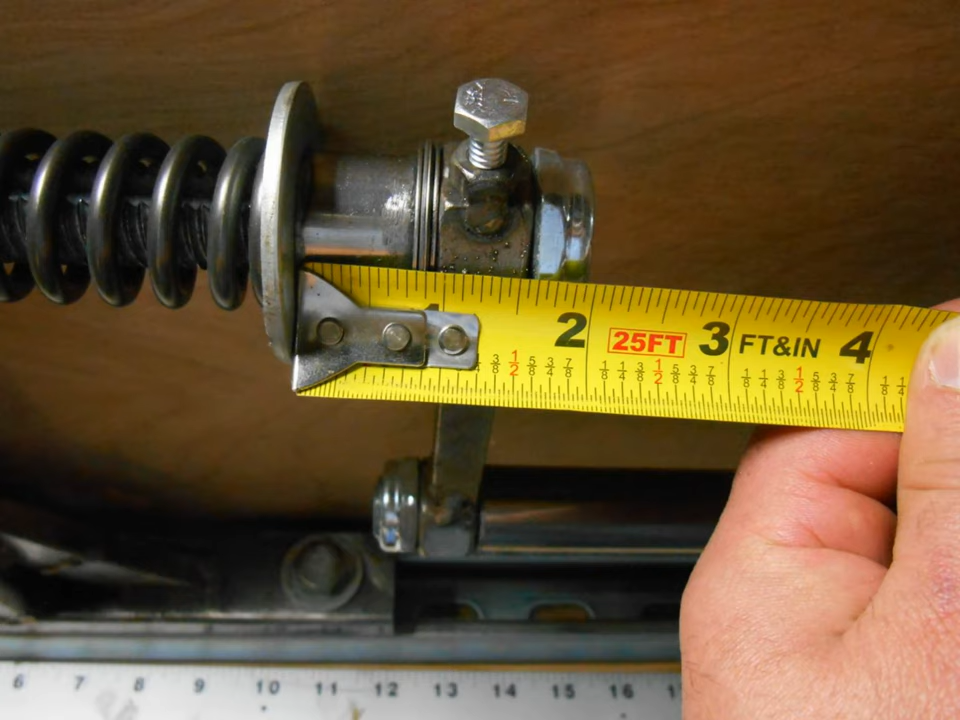 1 2 25FT 3 FT&IN 4
3/8 1/2 5/8 3/4 7/8 1/8 1/4 3/8 1/2 5/8 3/4 7/8 1/8 1/4 3/8 1/2 5/8 3/4 7/8 1/8 1/4
6 7 8 9 10 11 12 13 14 15 16